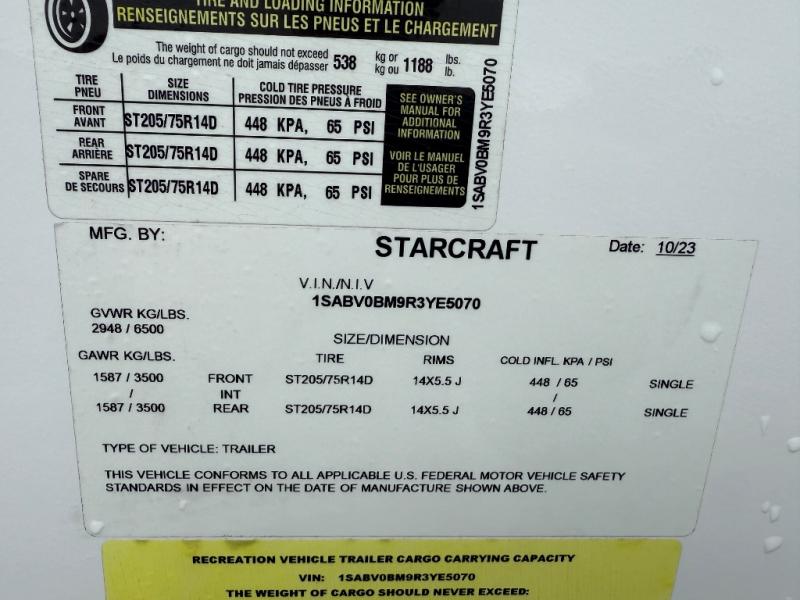 TIRE AND LOADING INFORMATION
RENSEIGNEMENTS SUR LES PNEUS ET LE CHARGEMENT
The weight of cargo should not exceed 538 kg or 1188 lbs.
Le poids du chargement ne doit jamais dépasser kg ou lb.
TIRE PNEU SIZE DIMENSIONS COLD TIRE PRESSURE PRESSION DES PNEUS À FROID
FRONT AVANT ST205/75R14D 448 KPA, 65 PSI
REAR ARRIÈRE ST205/75R14D 448 KPA, 65 PSI
SPARE DE SECOURS ST205/75R14D 448 KPA, 65 PSI
SEE OWNER'S
MANUAL FOR
ADDITIONAL
INFORMATION
VOIR LE MANUEL
DE L'USAGER
POUR PLUS DE
RENSEIGNEMENTS
1SABV0BM9R3YE5070
MFG. BY: STARCRAFT Date: 10/23
V.I.N./N.I.V
1SABV0BM9R3YE5070
GVWR KG/LBS.
2948 / 6500
SIZE/DIMENSION
GAWR KG/LBS. TIRE RIMS COLD INFL. KPA / PSI
1587 / 3500 FRONT ST205/75R14D 14X5.5 J 448 / 65 SINGLE
/ INT /
1587 / 3500 REAR ST205/75R14D 14X5.5 J 448 / 65 SINGLE
TYPE OF VEHICLE: TRAILER
THIS VEHICLE CONFORMS TO ALL APPLICABLE U.S. FEDERAL MOTOR VEHICLE SAFETY
STANDARDS IN EFFECT ON THE DATE OF MANUFACTURE SHOWN ABOVE.
RECREATION VEHICLE TRAILER CARGO CARRYING CAPACITY
VIN: 1SABV0BM9R3YE5070
THE WEIGHT OF CARGO SHOULD NEVER EXCEED: